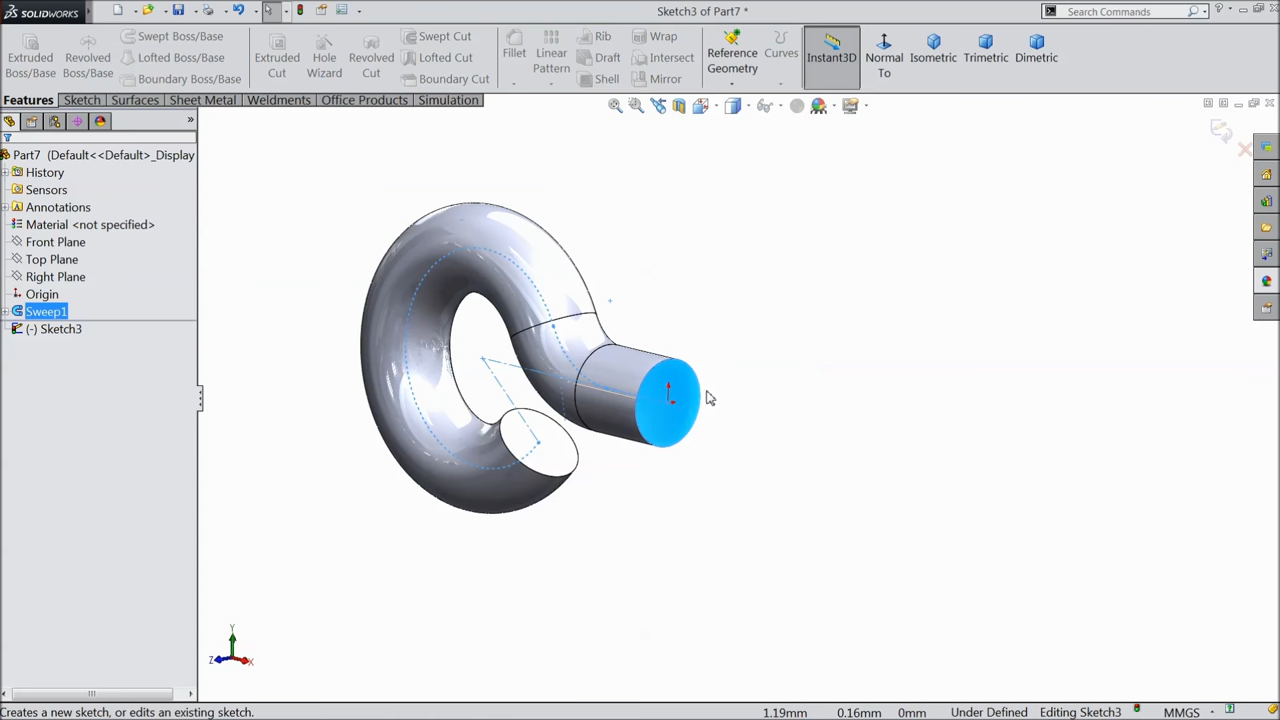 SOLIDWORKS
Sketch3 of Part7 *
Search Commands
Extruded Boss/Base
Revolved Boss/Base
Swept Boss/Base
Lofted Boss/Base
Boundary Boss/Base
Extruded Cut
Hole Wizard
Revolved Cut
Swept Cut
Lofted Cut
Boundary Cut
Fillet
Linear Pattern
Rib
Draft
Shell
Wrap
Intersect
Mirror
Reference Geometry
Curves
Instant3D
Normal To
Isometric
Trimetric
Dimetric
Features Sketch Surfaces Sheet Metal Weldments Office Products Simulation
Part7 (Default<<Default>_Display
History
Sensors
Annotations
Material <not specified>
Front Plane
Top Plane
Right Plane
Origin
Sweep1
(-) Sketch3
Y
Z
X
Creates a new sketch, or edits an existing sketch. 1.19mm 0.16mm 0mm Under Defined Editing Sketch3 MMGS